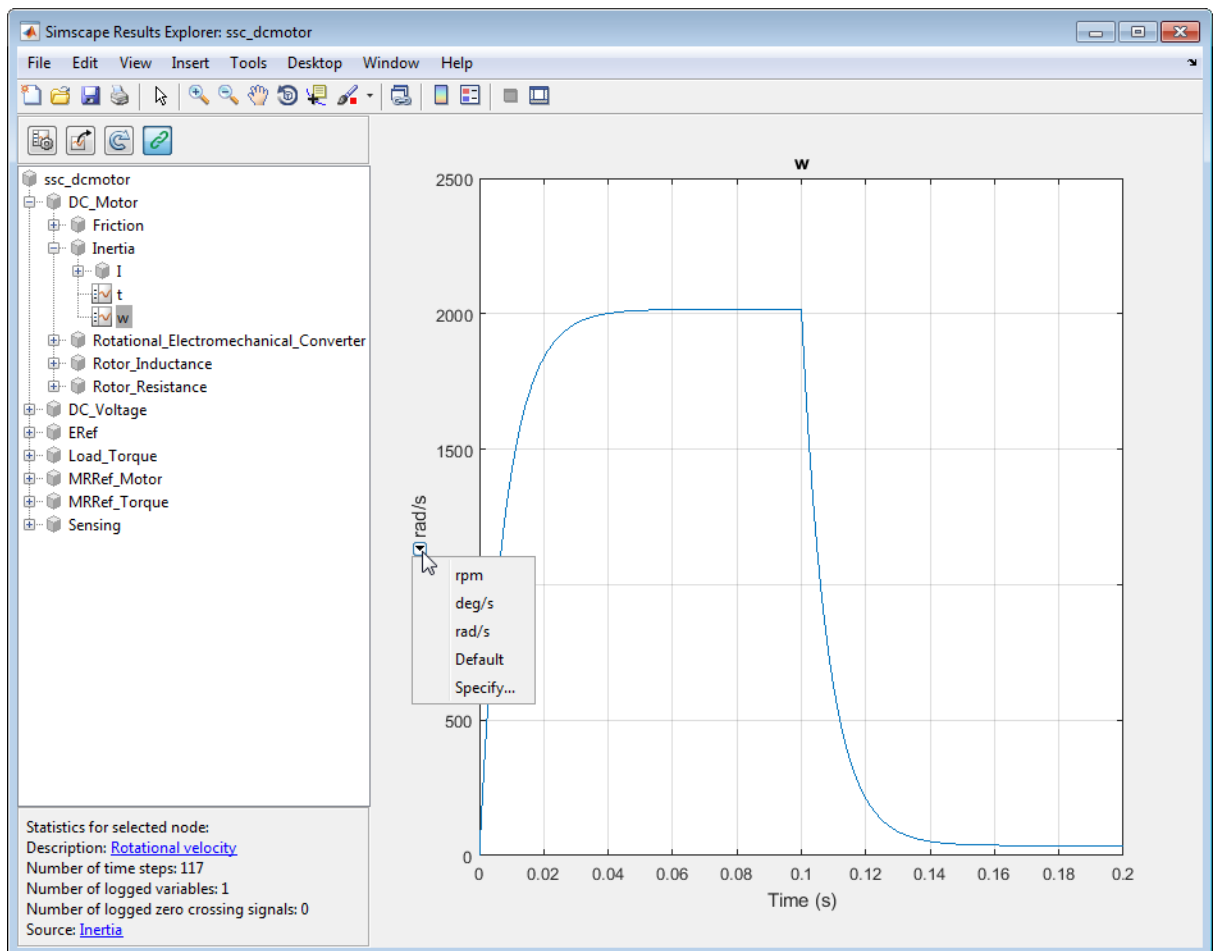 Simscape Results Explorer: ssc_dcmotor
File Edit View Insert Tools Desktop Window Help
ssc_dcmotor
DC_Motor
Friction
Inertia
I
t
w
Rotational_Electromechanical_Converter
Rotor_Inductance
Rotor_Resistance
DC_Voltage
ERef
Load_Torque
MRRef_Motor
MRRef_Torque
Sensing
Statistics for selected node:
Description: Rotational velocity
Number of time steps: 117
Number of logged variables: 1
Number of logged zero crossing signals: 0
Source: Inertia
w
2500
2000
1500
500
0
rad/s
rpm
deg/s
rad/s
Default
Specify...
0 0.02 0.04 0.06 0.08 0.1 0.12 0.14 0.16 0.18 0.2
Time (s)